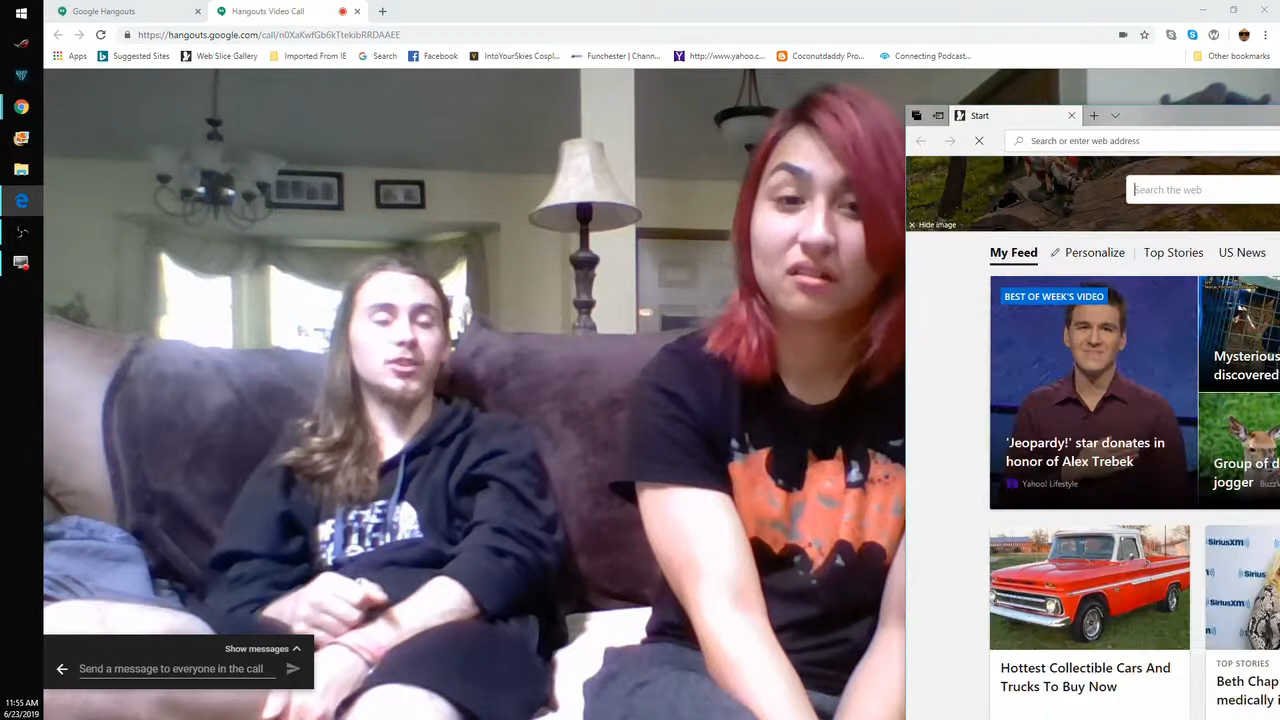 Google Hangouts
Hangouts Video Call
https://hangouts.google.com/call/n0XaKwfGb6kTtekibRRDAAEE
Apps
Suggested Sites
Web Slice Gallery
Imported From IE
Search
Facebook
IntoYourSkies Cospl...
Funchester | Chann...
http://www.yahoo.c...
Coconutdaddy Pro...
Connecting Podcast...
Other bookmarks
Start
Search or enter web address
Search the web
Hide image
My Feed
Personalize
Top Stories
US News
BEST OF WEEK'S VIDEO
'Jeopardy!' star donates in
honor of Alex Trebek
Yahoo! Lifestyle
Mysterious
discovered
Group of d
jogger
Hottest Collectible Cars And
Trucks To Buy Now
SiriusXM
SiriusXM
TOP STORIES
Beth Chap
medically i
Show messages
Send a message to everyone in the call
11:55 AM
6/23/2019